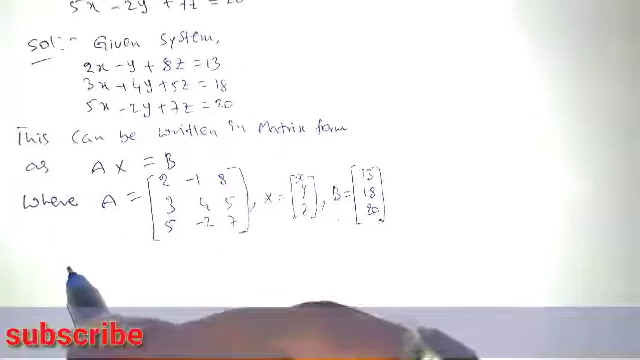 5x - 2y + 7z = 20
Sol:- Given System,
2x - y + 8z = 13
3x + 4y + 5z = 18
5x - 2y + 7z = 20
This Can be written in Matrix form
as AX = B
where A = [2 -1 8; 3 4 5; 5 -2 7], X = [x; y; z], B = [13; 18; 20]
subscribe